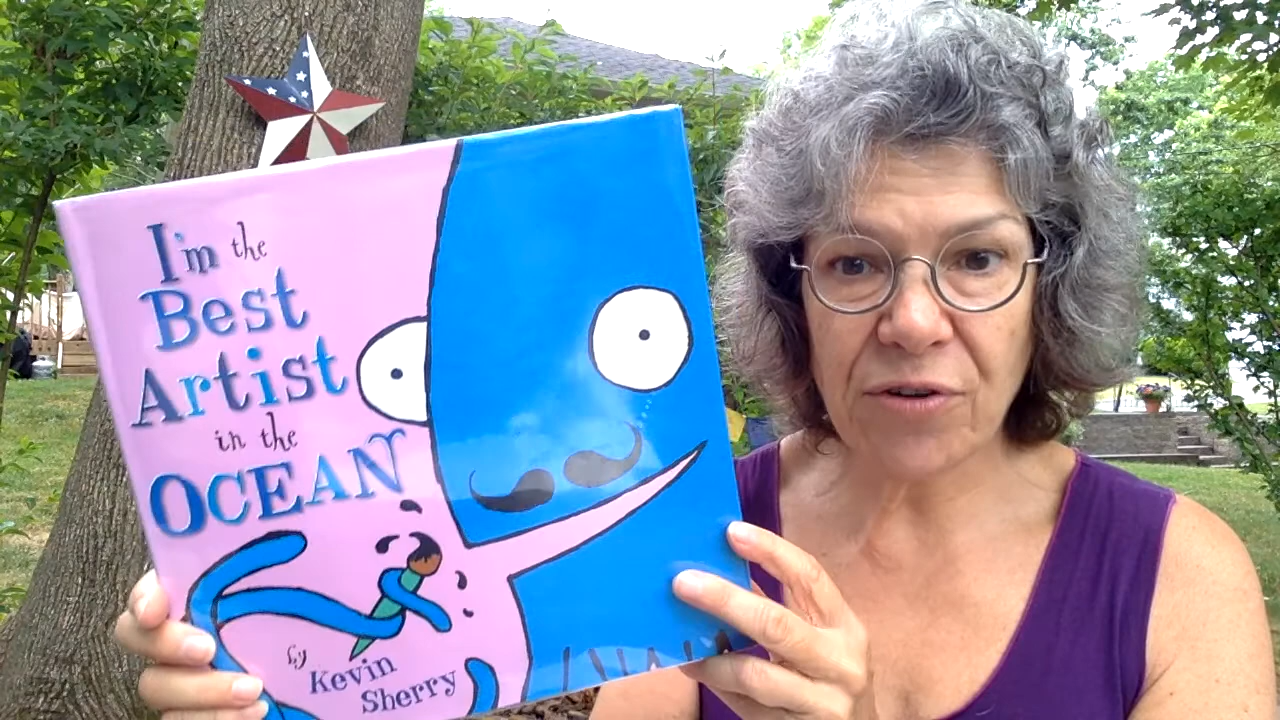 I'm the
Best
Artist
in the
OCEAN
by
Kevin
Sherry